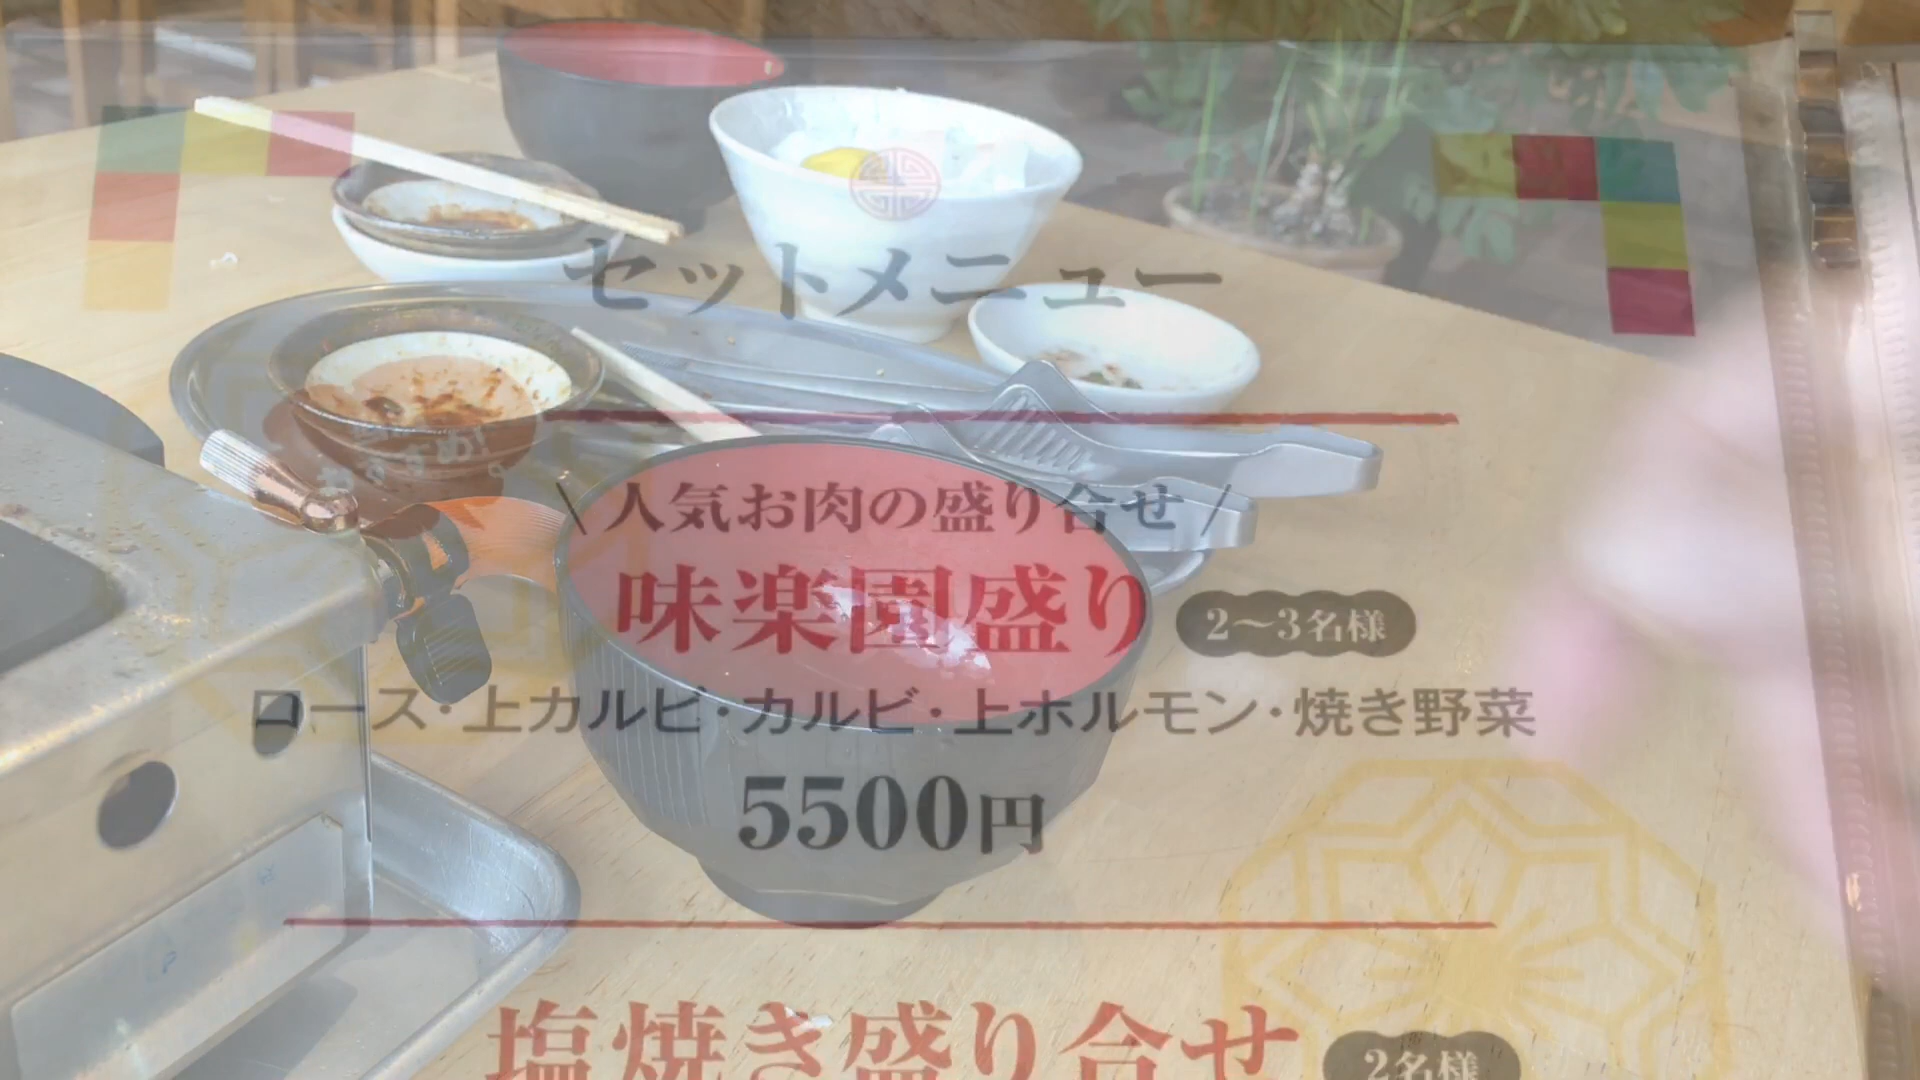 セットメニュー
\ 人気お肉の盛り合せ /
味楽園盛り 2〜3名様
ロース・上カルビ・カルビ・上ホルモン・焼き野菜
5500円
塩焼き盛り合せ 2名様